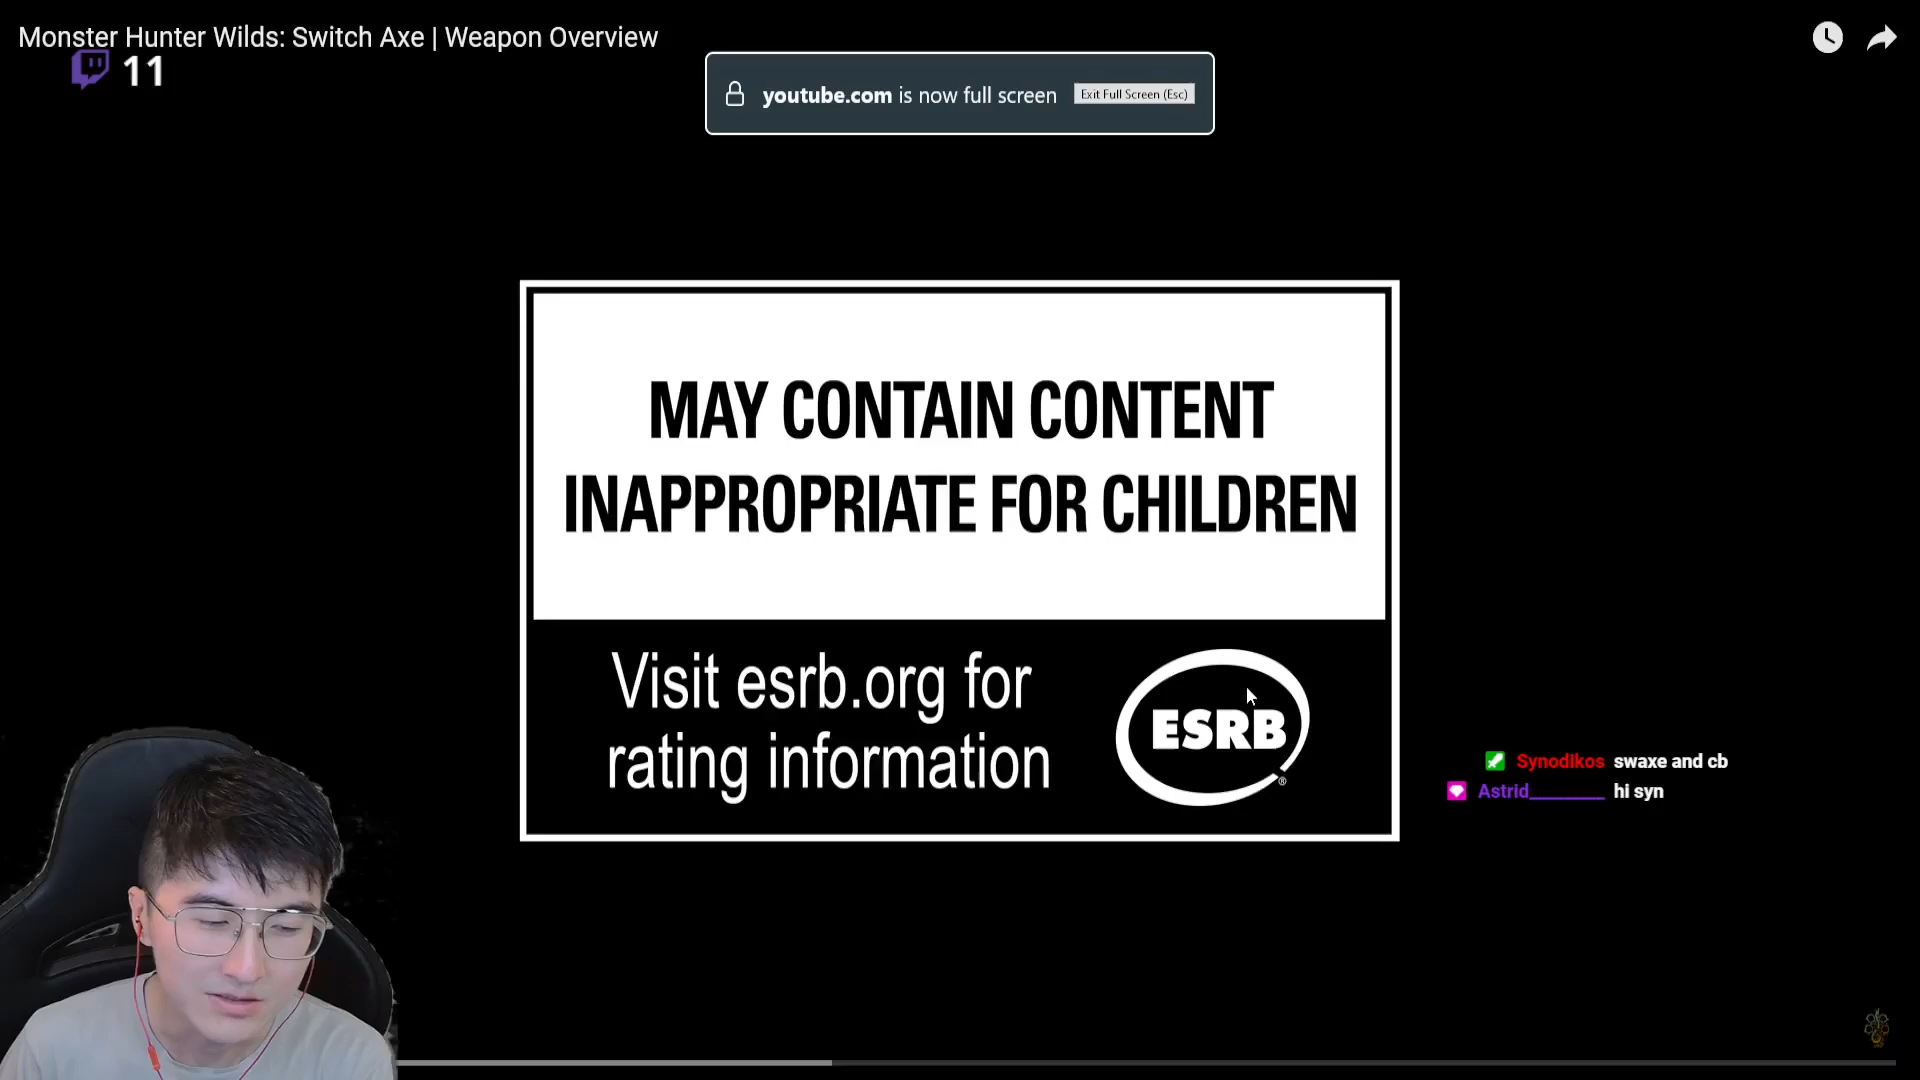 Monster Hunter Wilds: Switch Axe | Weapon Overview
11
youtube.com is now full screen
Exit Full Screen (Esc)
MAY CONTAIN CONTENT
INAPPROPRIATE FOR CHILDREN
Visit esrb.org for
rating information
ESRB
®
Synodikos swaxe and cb
Astrid________ hi syn